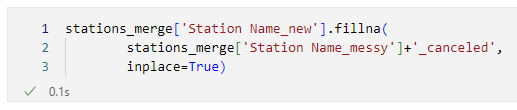 1 stations_merge['Station Name_new'].fillna(
2 stations_merge['Station Name_messy']+'_canceled',
3 inplace=True)
✓ 0.1s